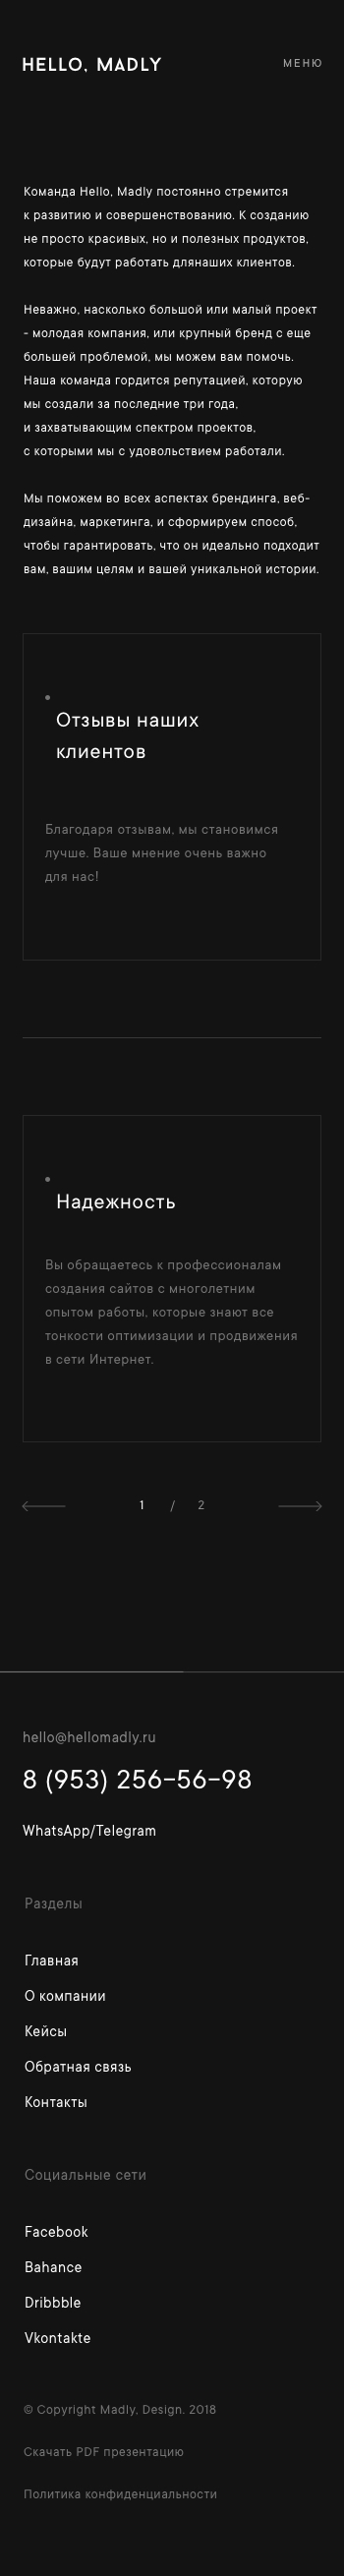 HELLO, MADLY
МЕНЮ
Команда Hello, Madly постоянно стремится
к развитию и совершенствованию. К созданию
не просто красивых, но и полезных продуктов,
которые будут работать длянаших клиентов.
Неважно, насколько большой или малый проект
- молодая компания, или крупный бренд с еще
большей проблемой, мы можем вам помочь.
Наша команда гордится репутацией, которую
мы создали за последние три года,
и захватывающим спектром проектов,
с которыми мы с удовольствием работали.
Мы поможем во всех аспектах брендинга, веб-
дизайна, маркетинга, и сформируем способ,
чтобы гарантировать, что он идеально подходит
вам, вашим целям и вашей уникальной истории.
Отзывы наших
клиентов
Благодаря отзывам, мы становимся
лучше. Ваше мнение очень важно
для нас!
Надежность
Вы обращаетесь к профессионалам
создания сайтов с многолетним
опытом работы, которые знают все
тонкости оптимизации и продвижения
в сети Интернет.
1 / 2
hello@hellomadly.ru
8 (953) 256-56-98
WhatsApp/Telegram
Разделы
Главная
О компании
Кейсы
Обратная связь
Контакты
Социальные сети
Facebook
Bahance
Dribbble
Vkontakte
© Copyright Madly, Design. 2018
Скачать PDF презентацию
Политика конфиденциальности